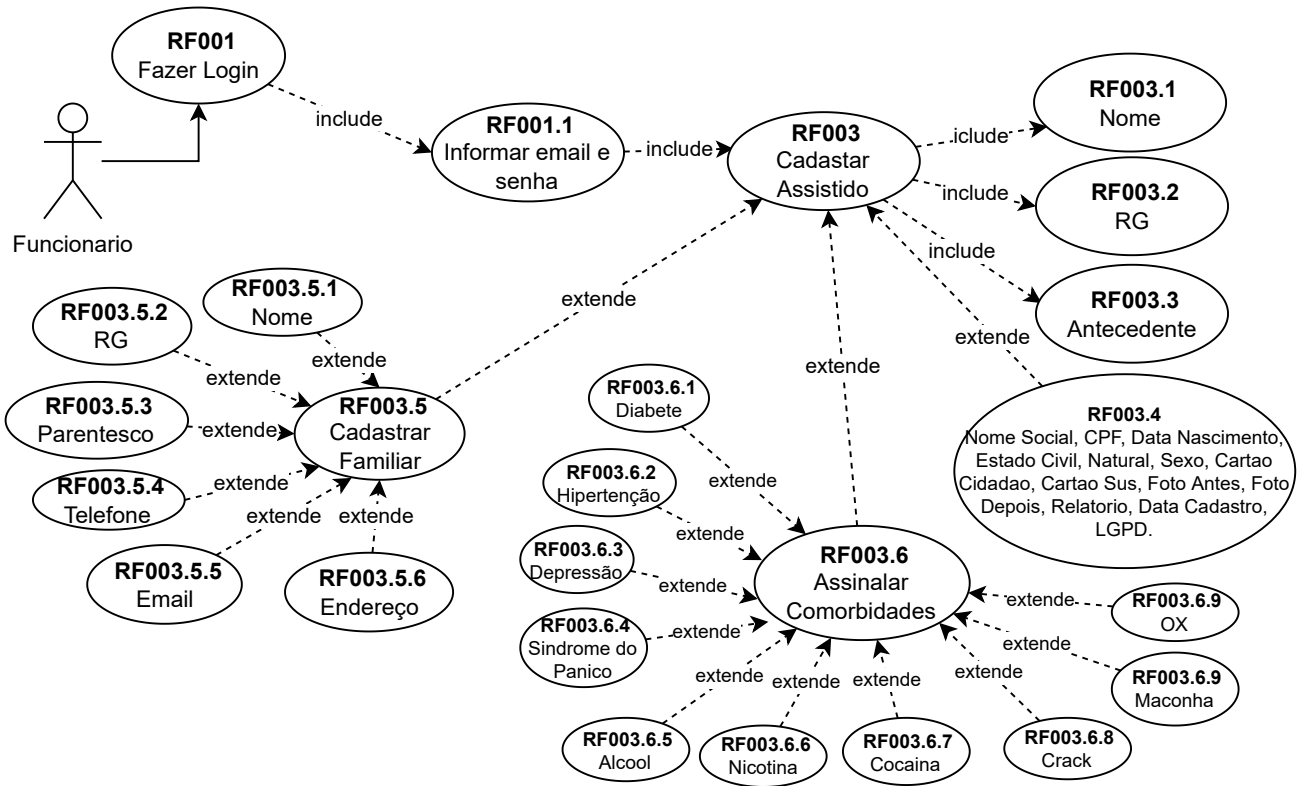 RF001
Fazer Login
include
Funcionario
RF001.1
Informar email e
senha
include
RF003
Cadastar
Assistido
iclude
RF003.1
Nome
include
RF003.2
RG
include
RF003.3
Antecedente
extende
RF003.4
Nome Social, CPF, Data Nascimento,
Estado Civil, Natural, Sexo, Cartao
Cidadao, Cartao Sus, Foto Antes, Foto
Depois, Relatorio, Data Cadastro,
LGPD.
extende
extende
RF003.5.1
Nome
extende
RF003.5.2
RG
extende
RF003.5.3
Parentesco
extende
RF003.5
Cadastrar
Familiar
RF003.5.4
Telefone
extende
RF003.5.5
Email
extende
RF003.5.6
Endereço
extende
RF003.6.1
Diabete
extende
RF003.6.2
Hipertenção
extende
RF003.6.3
Depressão
extende
RF003.6.4
Sindrome do
Panico
extende
RF003.6
Assinalar
Comorbidades
RF003.6.5
Alcool
extende
RF003.6.6
Nicotina
extende
RF003.6.7
Cocaina
extende
RF003.6.8
Crack
extende
RF003.6.9
Maconha
extende
RF003.6.9
OX
extende